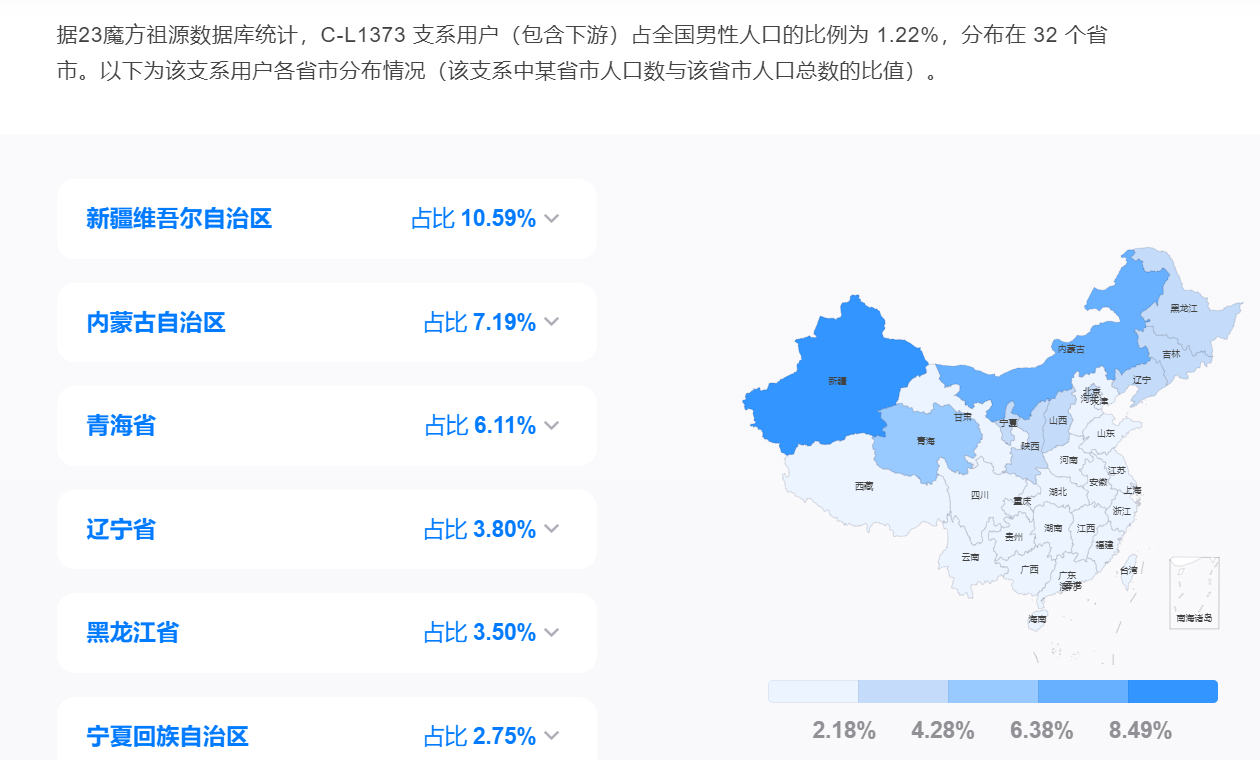 据23魔方祖源数据库统计，C-L1373 支系用户（包含下游）占全国男性人口的比例为 1.22%，分布在 32 个省
市。以下为该支系用户各省市分布情况（该支系中某省市人口数与该省市人口总数的比值）。
新疆维吾尔自治区 占比 10.59%
内蒙古自治区 占比 7.19%
青海省 占比 6.11%
辽宁省 占比 3.80%
黑龙江省 占比 3.50%
宁夏回族自治区 占比 2.75%
黑龙江
内蒙古
吉林
新疆
辽宁
北京
天津
甘肃
宁夏
山西
山东
青海
陕西
河南
江苏
西藏
安徽
四川
湖北
上海
重庆
浙江
湖南
江西
贵州
福建
云南
广西
广东
台湾
海南
南海诸岛
2.18% 4.28% 6.38% 8.49%